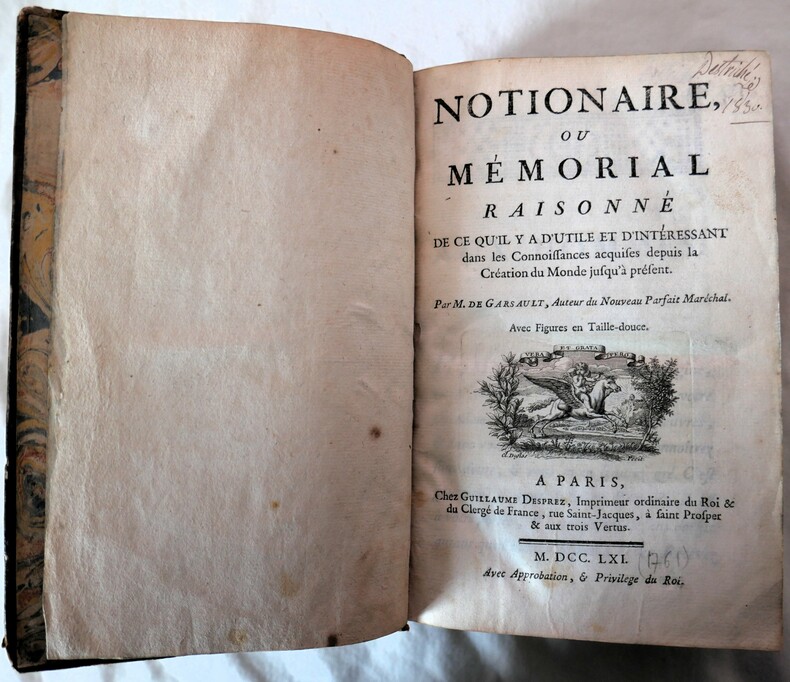 Destriché
1830.
NOTIONAIRE,
OU
MÉMORIAL
RAISONNÉ
DE CE QU'IL Y A D'UTILE ET D'INTÉRESSANT
dans les Connoiſſances acquiſes depuis la
Création du Monde juſqu'à préſent.
Par M. DE GARSAULT, Auteur du Nouveau Parfait Maréchal.
Avec Figures en Taille-douce.
VERA ET GRATA FERO
A PARIS,
Chez GUILLAUME DESPREZ, Imprimeur ordinaire du Roi &
du Clergé de France, rue Saint-Jacques, à ſaint Proſper
& aux trois Vertus.
M. DCC. LXI. (1761)
Avec Approbation, & Privilege du Roi.